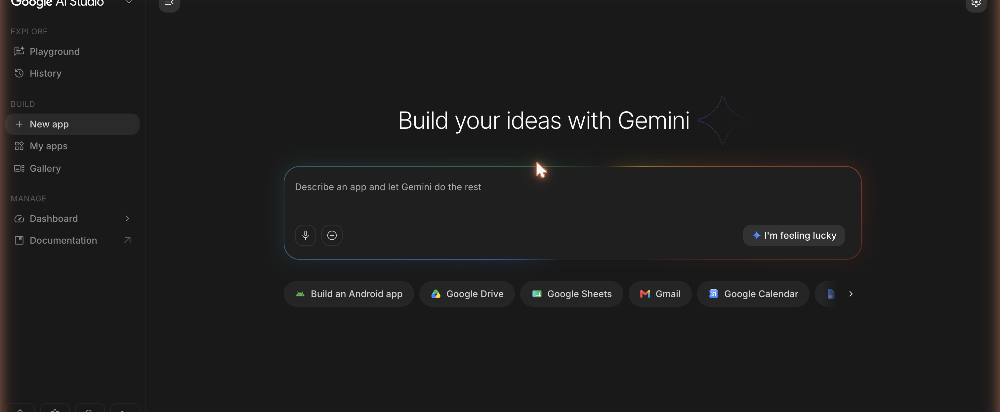 Google AI Studio
EXPLORE
Playground
History
BUILD
New app
My apps
Gallery
MANAGE
Dashboard
Documentation
Build your ideas with Gemini
Describe an app and let Gemini do the rest
I'm feeling lucky
Build an Android app
Google Drive
Google Sheets
Gmail
31
Google Calendar